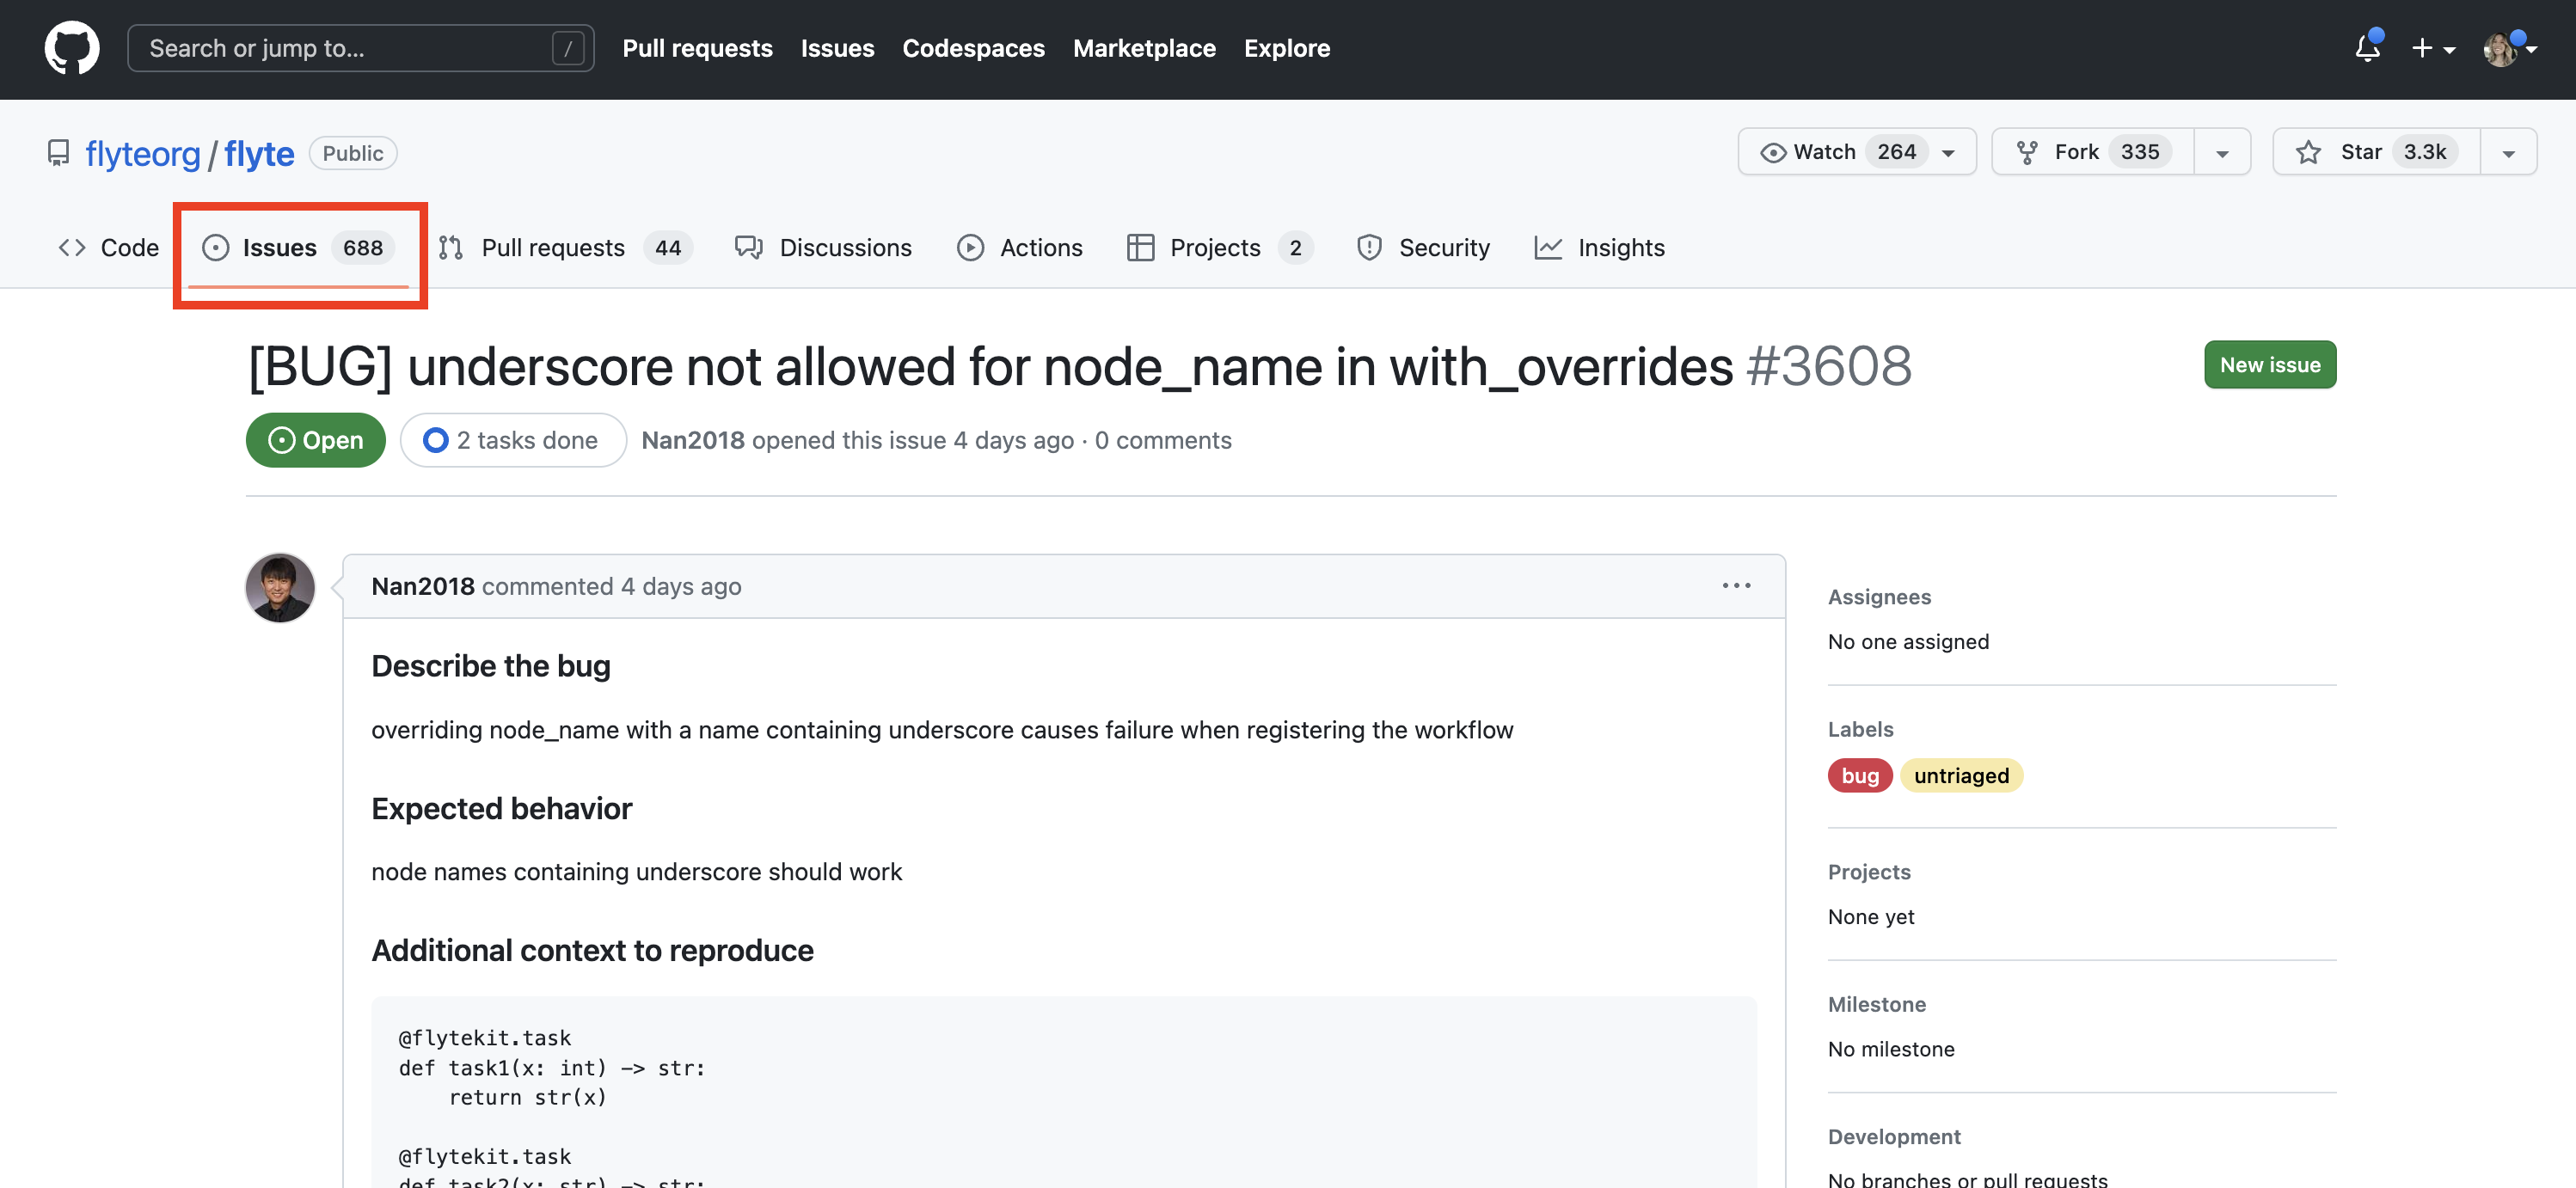 Search or jump to... /
Pull requests Issues Codespaces Marketplace Explore
flyteorg / flyte Public
Watch 264 Fork 335 Star 3.3k
Code Issues 688 Pull requests 44 Discussions Actions Projects 2 Security Insights
[BUG] underscore not allowed for node_name in with_overrides #3608
New issue
Open 2 tasks done Nan2018 opened this issue 4 days ago · 0 comments
Nan2018 commented 4 days ago
Describe the bug
overriding node_name with a name containing underscore causes failure when registering the workflow
Expected behavior
node names containing underscore should work
Additional context to reproduce
@flytekit.task
def task1(x: int) -> str:
    return str(x)
@flytekit.task
def task2(x: str) -> str:
Assignees
No one assigned
Labels
bug untriaged
Projects
None yet
Milestone
No milestone
Development
No branches or pull requests